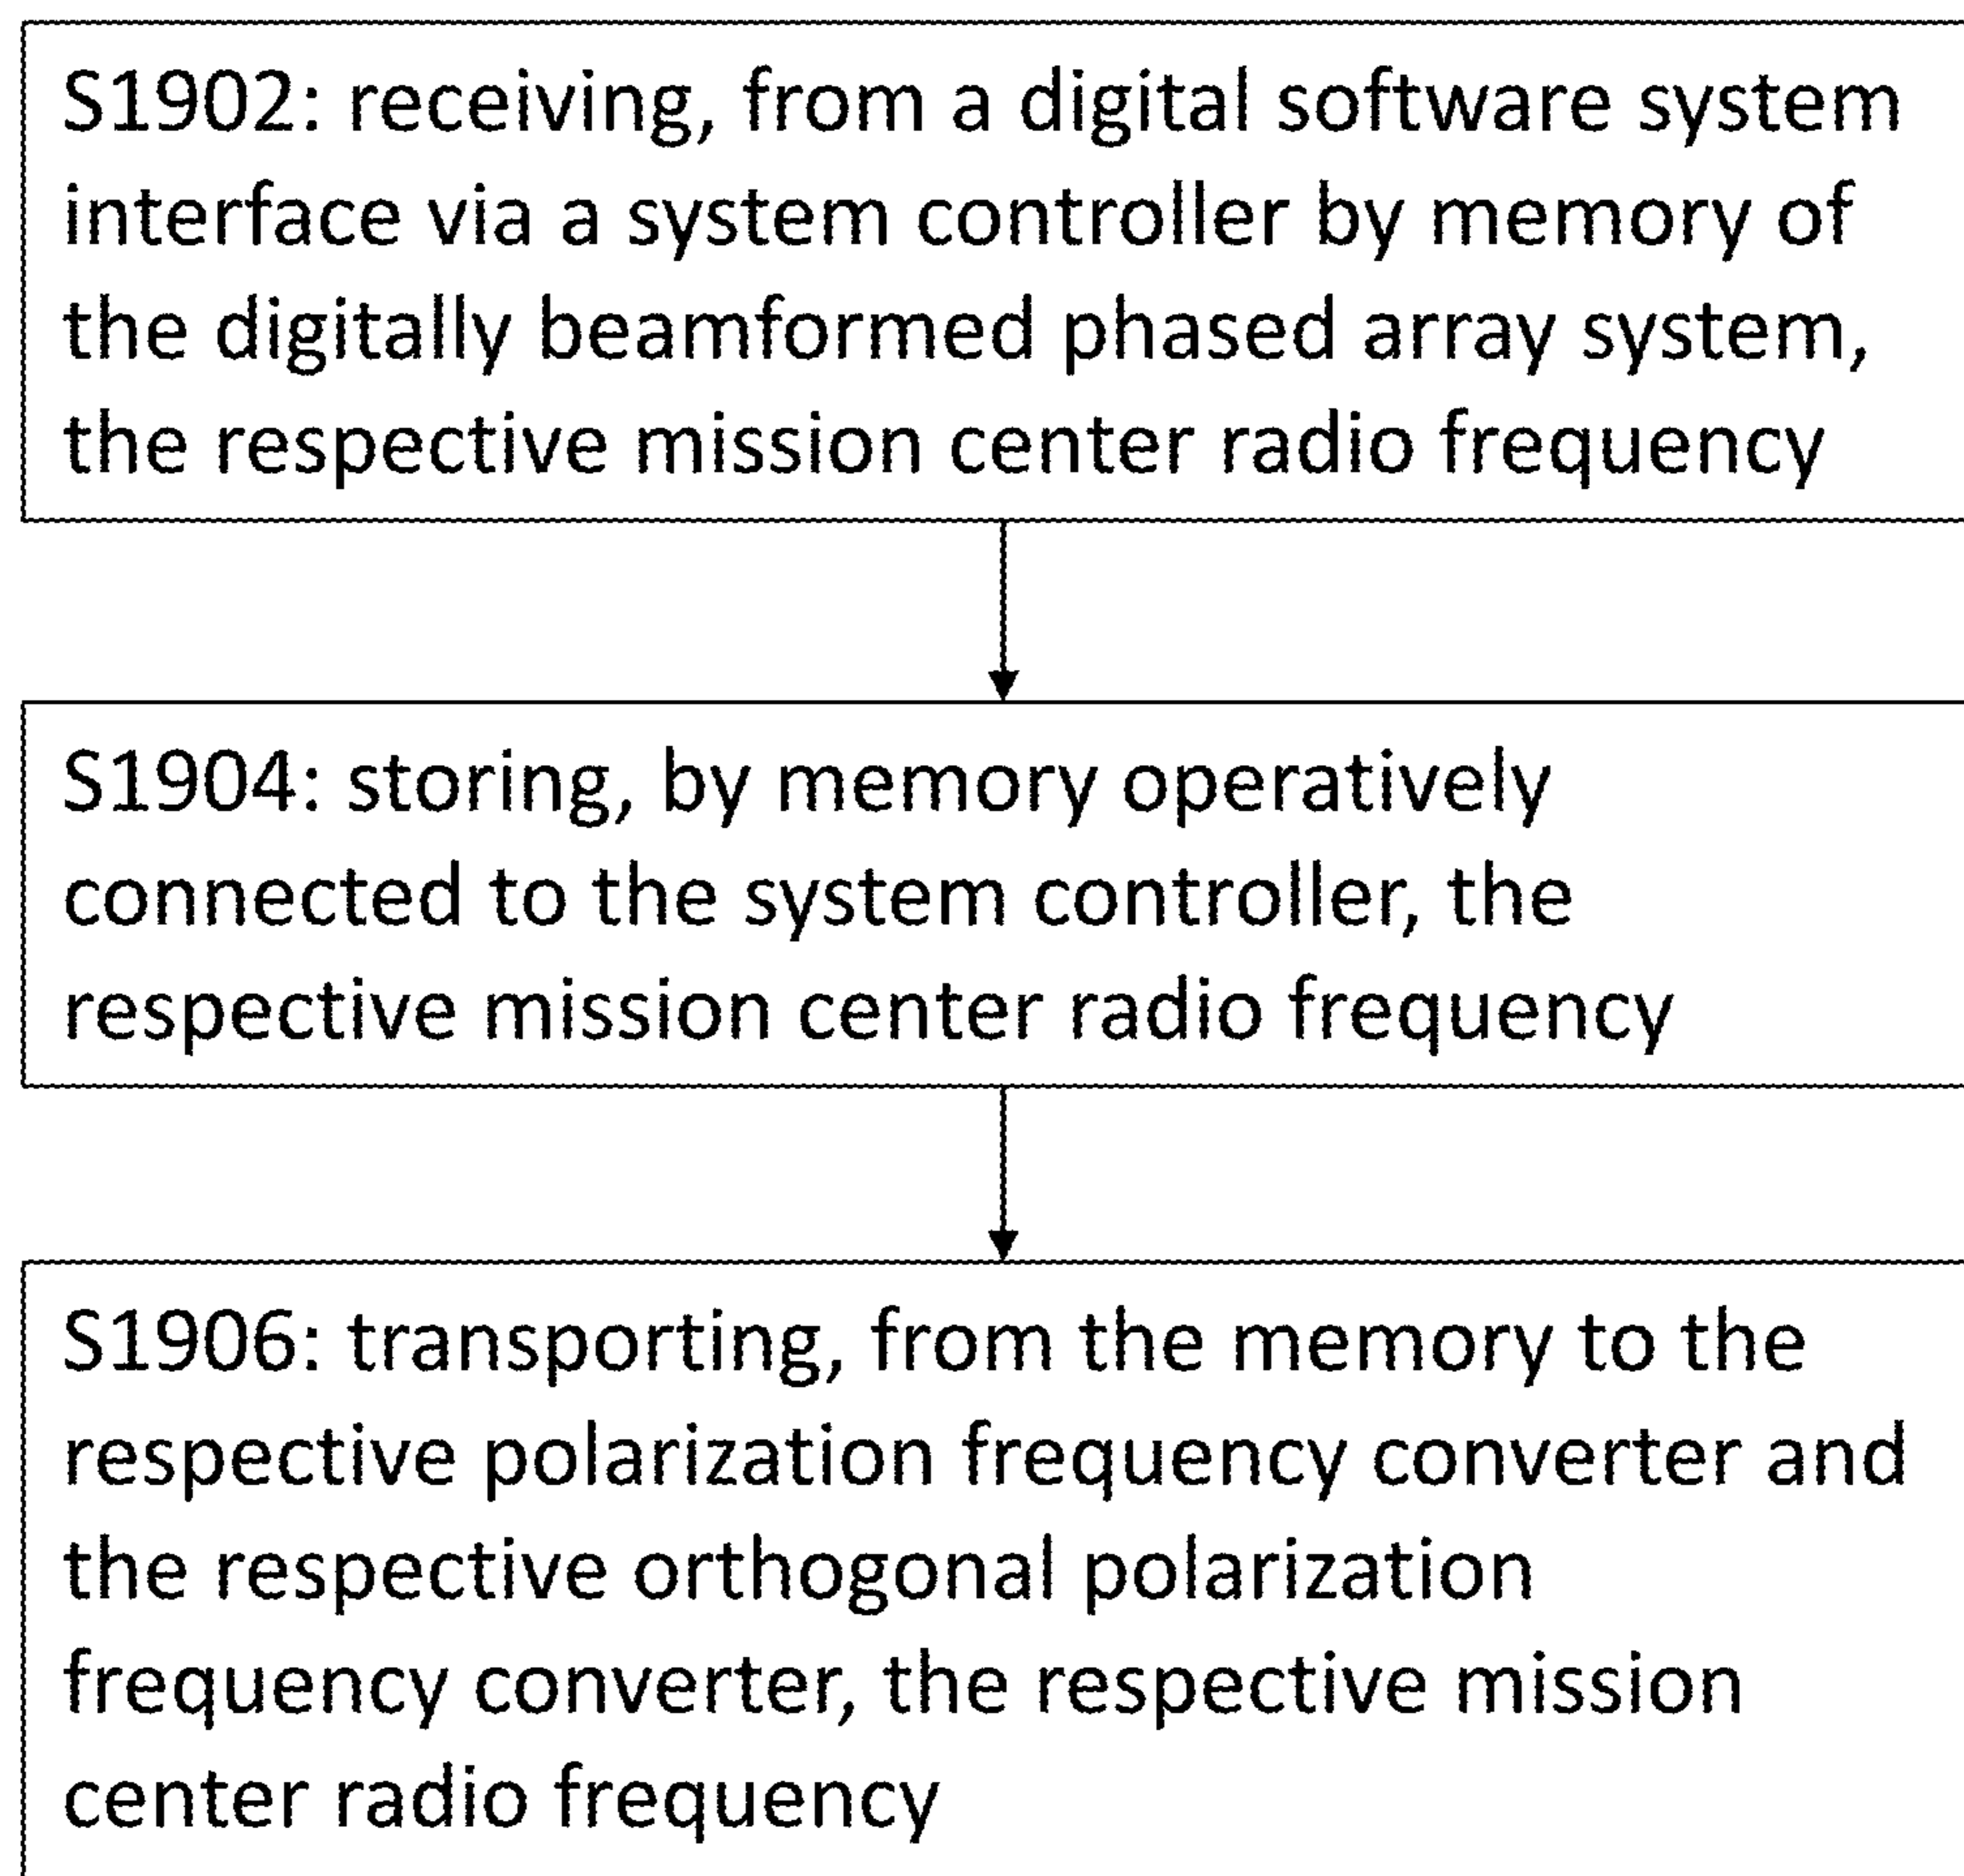 S1902: receiving, from a digital software system
interface via a system controller by memory of
the digitally beamformed phased array system,
the respective mission center radio frequency
S1904: storing, by memory operatively
connected to the system controller, the
respective mission center radio frequency
S1906: transporting, from the memory to the
respective polarization frequency converter and
the respective orthogonal polarization
frequency converter, the respective mission
center radio frequency